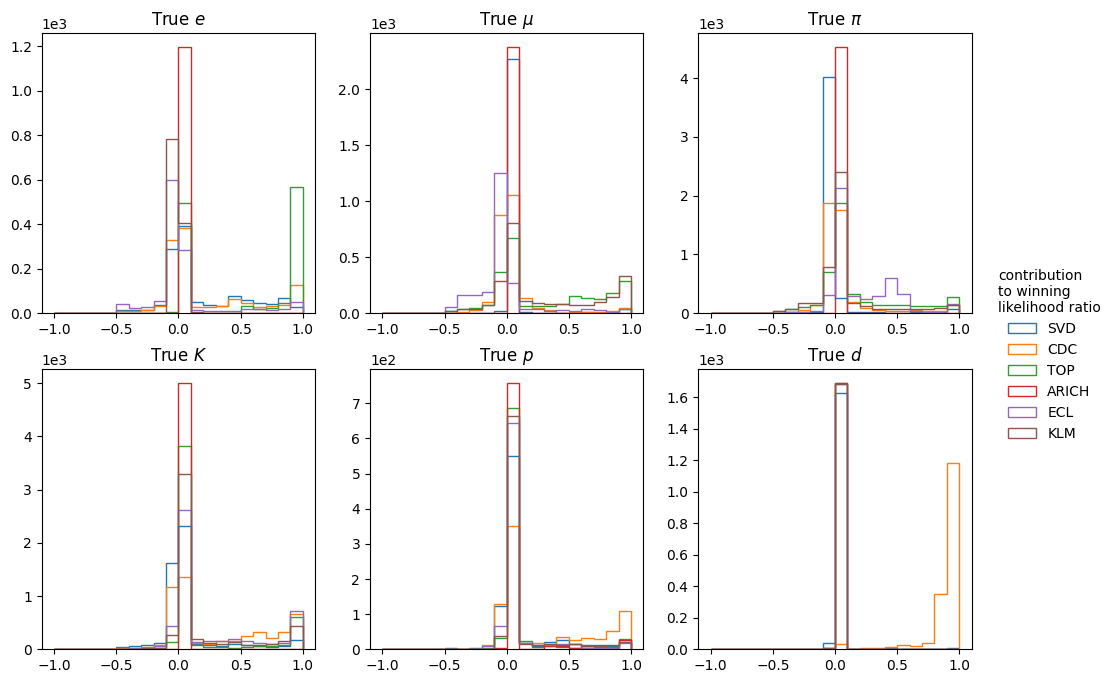 True e
True μ
True π
1e3
1e3
1e3
1.2
1.0
0.8
0.6
0.4
0.2
0.0
2.0
1.5
1.0
0.5
0.0
4
3
2
1
0
−1.0 −0.5 0.0 0.5 1.0
−1.0 −0.5 0.0 0.5 1.0
−1.0 −0.5 0.0 0.5 1.0
True K
True p
True d
1e3
1e2
1e3
5
4
3
2
1
0
7
6
5
4
3
2
1
0
1.6
1.4
1.2
1.0
0.8
0.6
0.4
0.2
0.0
−1.0 −0.5 0.0 0.5 1.0
−1.0 −0.5 0.0 0.5 1.0
−1.0 −0.5 0.0 0.5 1.0
contribution
to winning
likelihood ratio
SVD
CDC
TOP
ARICH
ECL
KLM